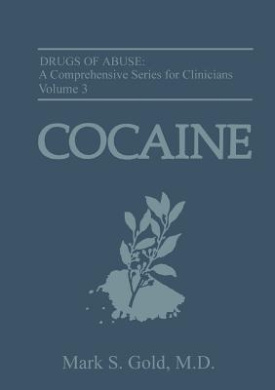 DRUGS OF ABUSE:
A Comprehensive Series for Clinicians
Volume 3
COCAINE
Mark S. Gold, M.D.